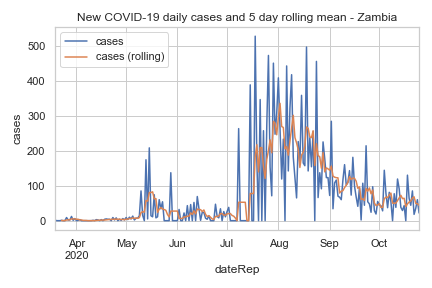 New COVID-19 daily cases and 5 day rolling mean - Zambia
cases
cases (rolling)
500
400
300
200
100
0
cases
Apr May Jun Jul Aug Sep Oct
2020
dateRep